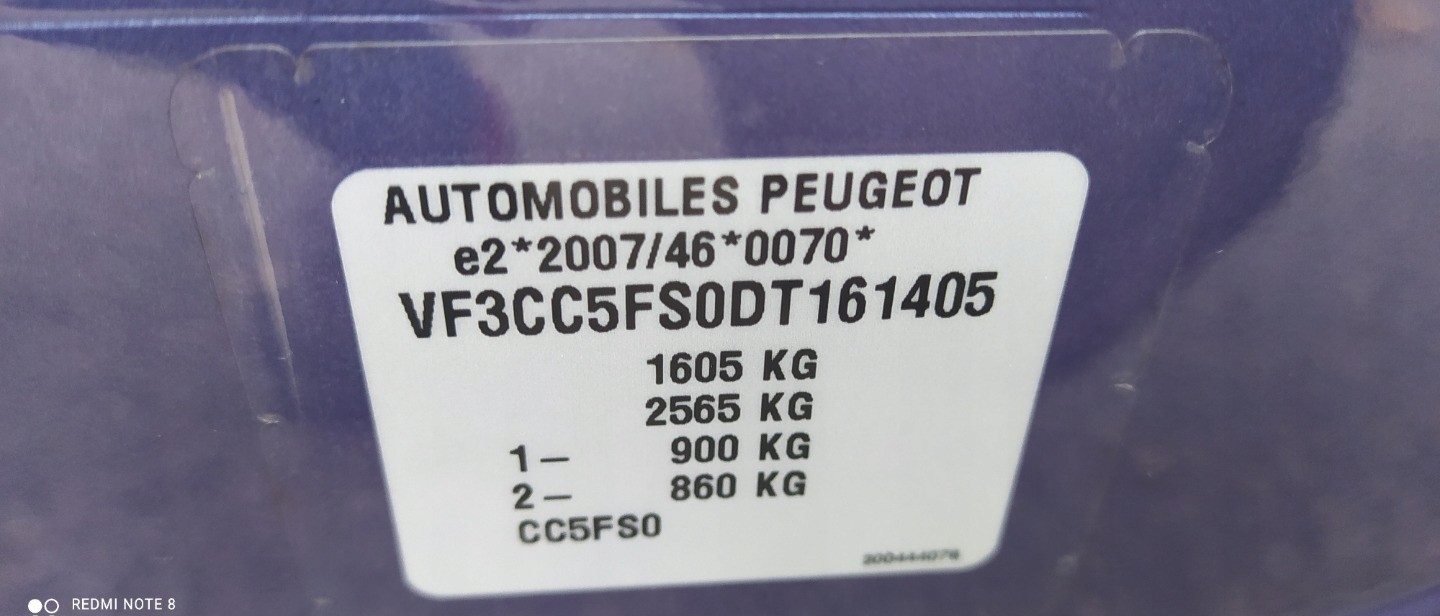 AUTOMOBILES PEUGEOT
e2*2007/46*0070*
VF3CC5FS0DT161405
1605 KG
2565 KG
1- 900 KG
2- 860 KG
CC5FS0
REDMI NOTE 8